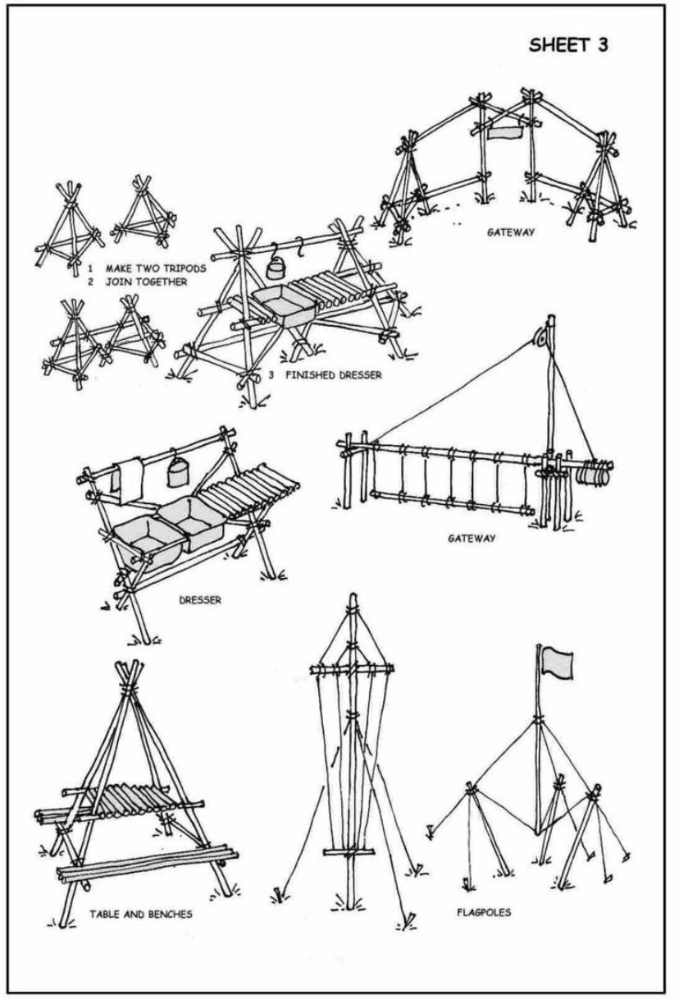 SHEET 3
GATEWAY
1 MAKE TWO TRIPODS
2 JOIN TOGETHER
3 FINISHED DRESSER
GATEWAY
DRESSER
TABLE AND BENCHES
FLAGPOLES